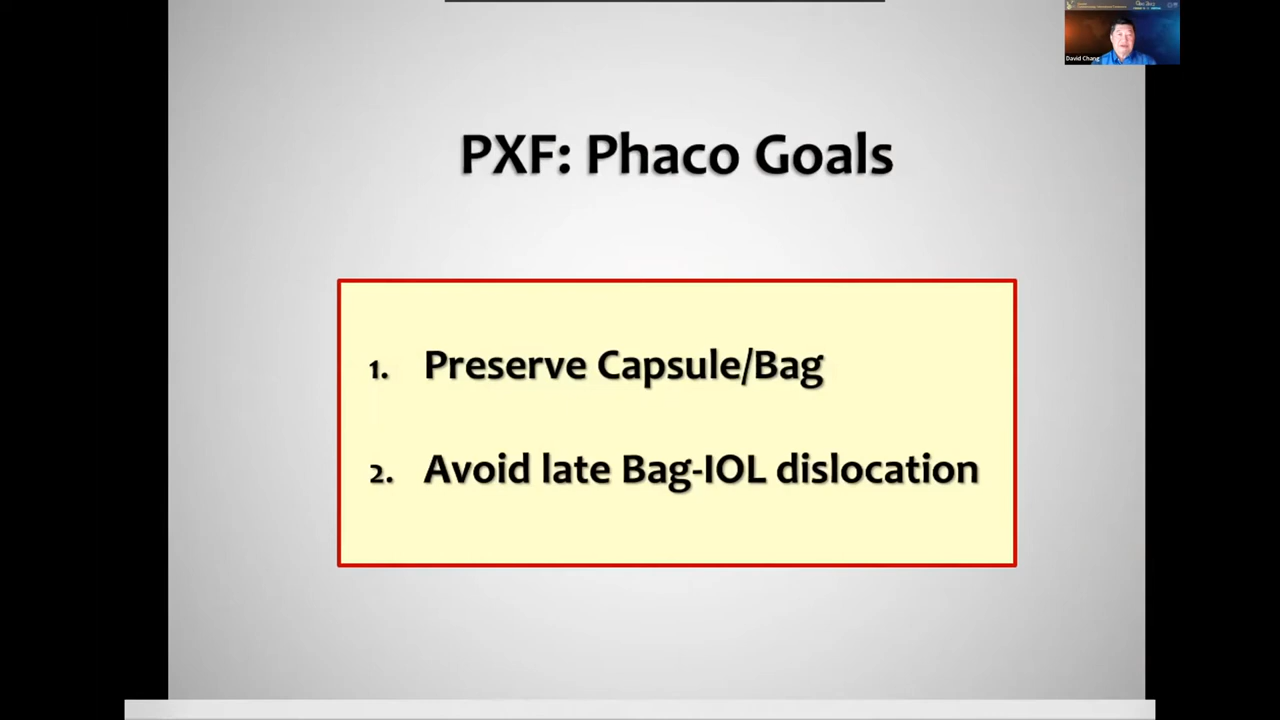 David Chang
PXF: Phaco Goals
1. Preserve Capsule/Bag
2. Avoid late Bag-IOL dislocation